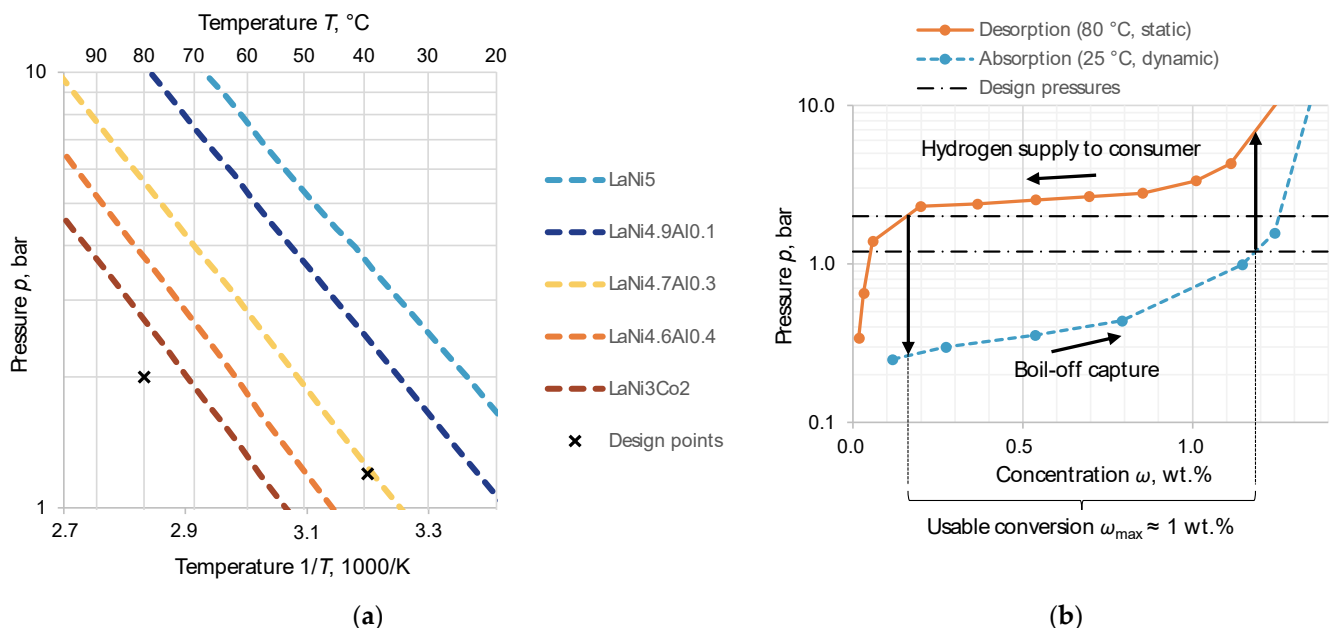 (a)
Temperature T, °C
90 80 70 60 50 40 30 20
10
1
Pressure p, bar
2.7 2.9 3.1 3.3
Temperature 1/T, 1000/K
LaNi5
LaNi4.9Al0.1
LaNi4.7Al0.3
LaNi4.6Al0.4
LaNi3Co2
Design points
(a)
(b)
Desorption (80 °C, static)
Absorption (25 °C, dynamic)
Design pressures
10.0
1.0
0.1
Pressure p, bar
Hydrogen supply to consumer
Boil-off capture
0.0 0.5 1.0
Concentration ω, wt.%
Usable conversion ωmax ≈ 1 wt.%
(b)